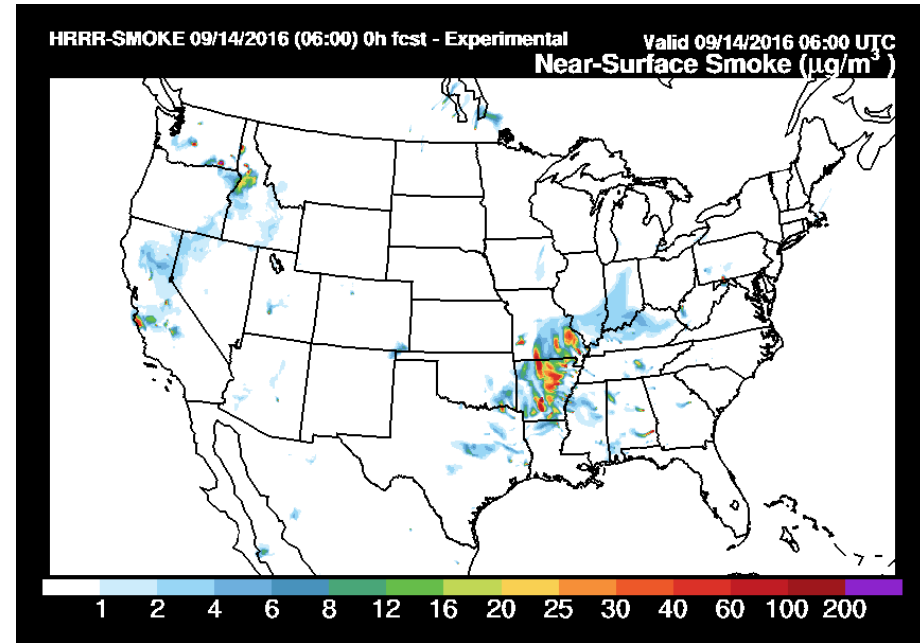 HRRR-SMOKE 09/14/2016 (06:00) 0h fcst - Experimental
Valid 09/14/2016 06:00 UTC
Near-Surface Smoke (μg/m³)
1 2 4 6 8 12 16 20 25 30 40 60 100 200